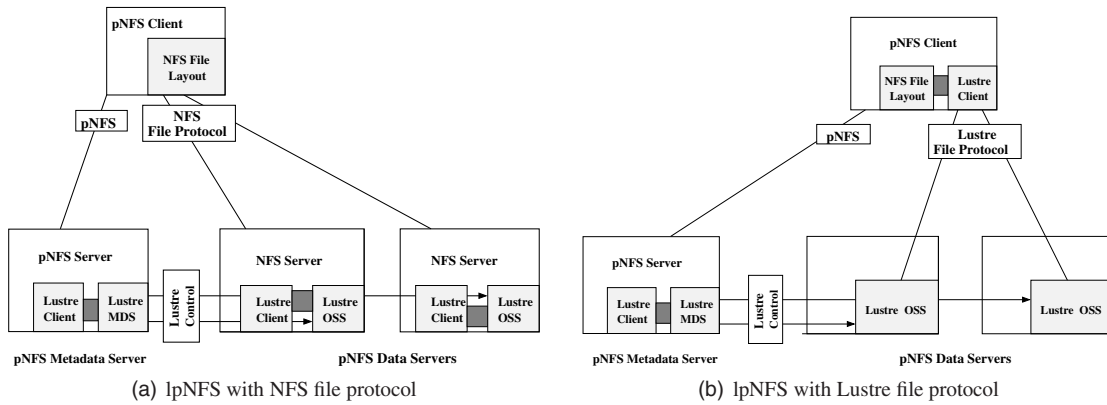 pNFS Client
NFS File
Layout
pNFS
NFS
File Protocol
pNFS Server
Lustre
Client
Lustre
MDS
Lustre
Control
NFS Server
Lustre
Client
Lustre
OSS
NFS Server
Lustre
Client
Lustre
OSS
pNFS Metadata Server
pNFS Data Servers
(a) lpNFS with NFS file protocol
pNFS Client
NFS File
Layout
Lustre
Client
pNFS
Lustre
File Protocol
pNFS Server
Lustre
Client
Lustre
MDS
Lustre
Control
Lustre OSS
Lustre OSS
pNFS Metadata Server
pNFS Data Servers
(b) lpNFS with Lustre file protocol